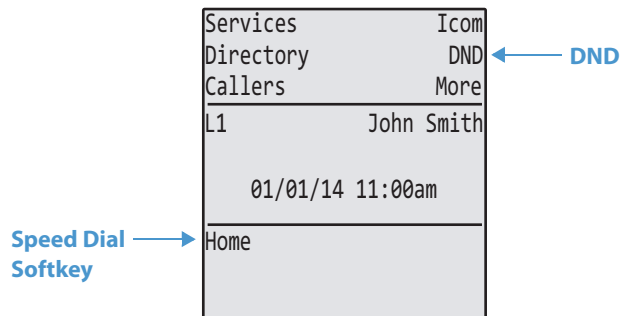 Services Icom
Directory DND
DND
Callers More
L1 John Smith
01/01/14 11:00am
Speed Dial
Softkey
Home